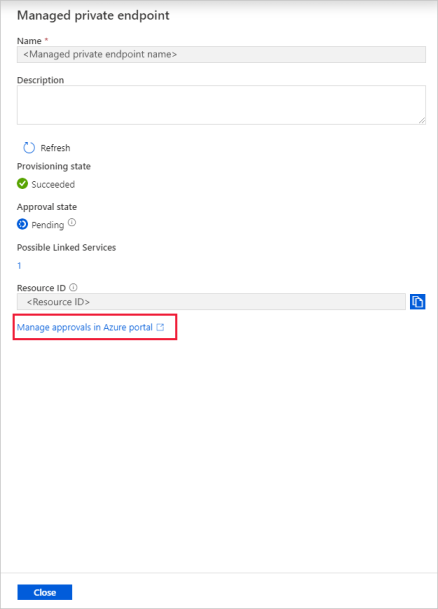 Managed private endpoint
Name *
<Managed private endpoint name>
Description
Refresh
Provisioning state
Succeeded
Approval state
Pending
Possible Linked Services
1
Resource ID
<Resource ID>
Manage approvals in Azure portal
Close